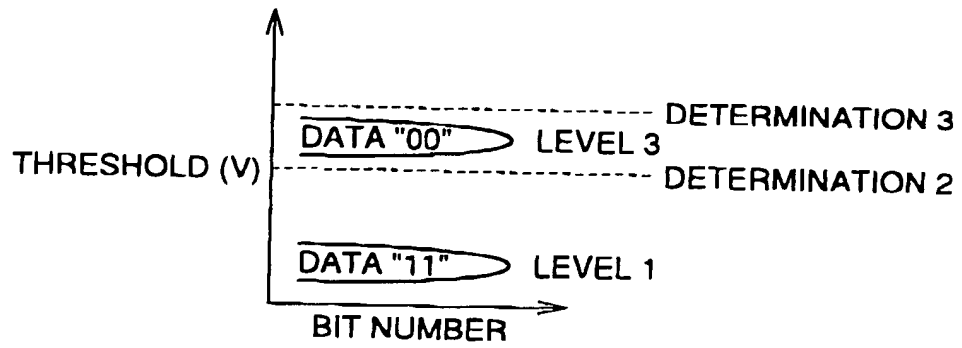 DETERMINATION 3
DATA "00"
LEVEL 3
THRESHOLD (V)
DETERMINATION 2
DATA "11"
LEVEL 1
BIT NUMBER